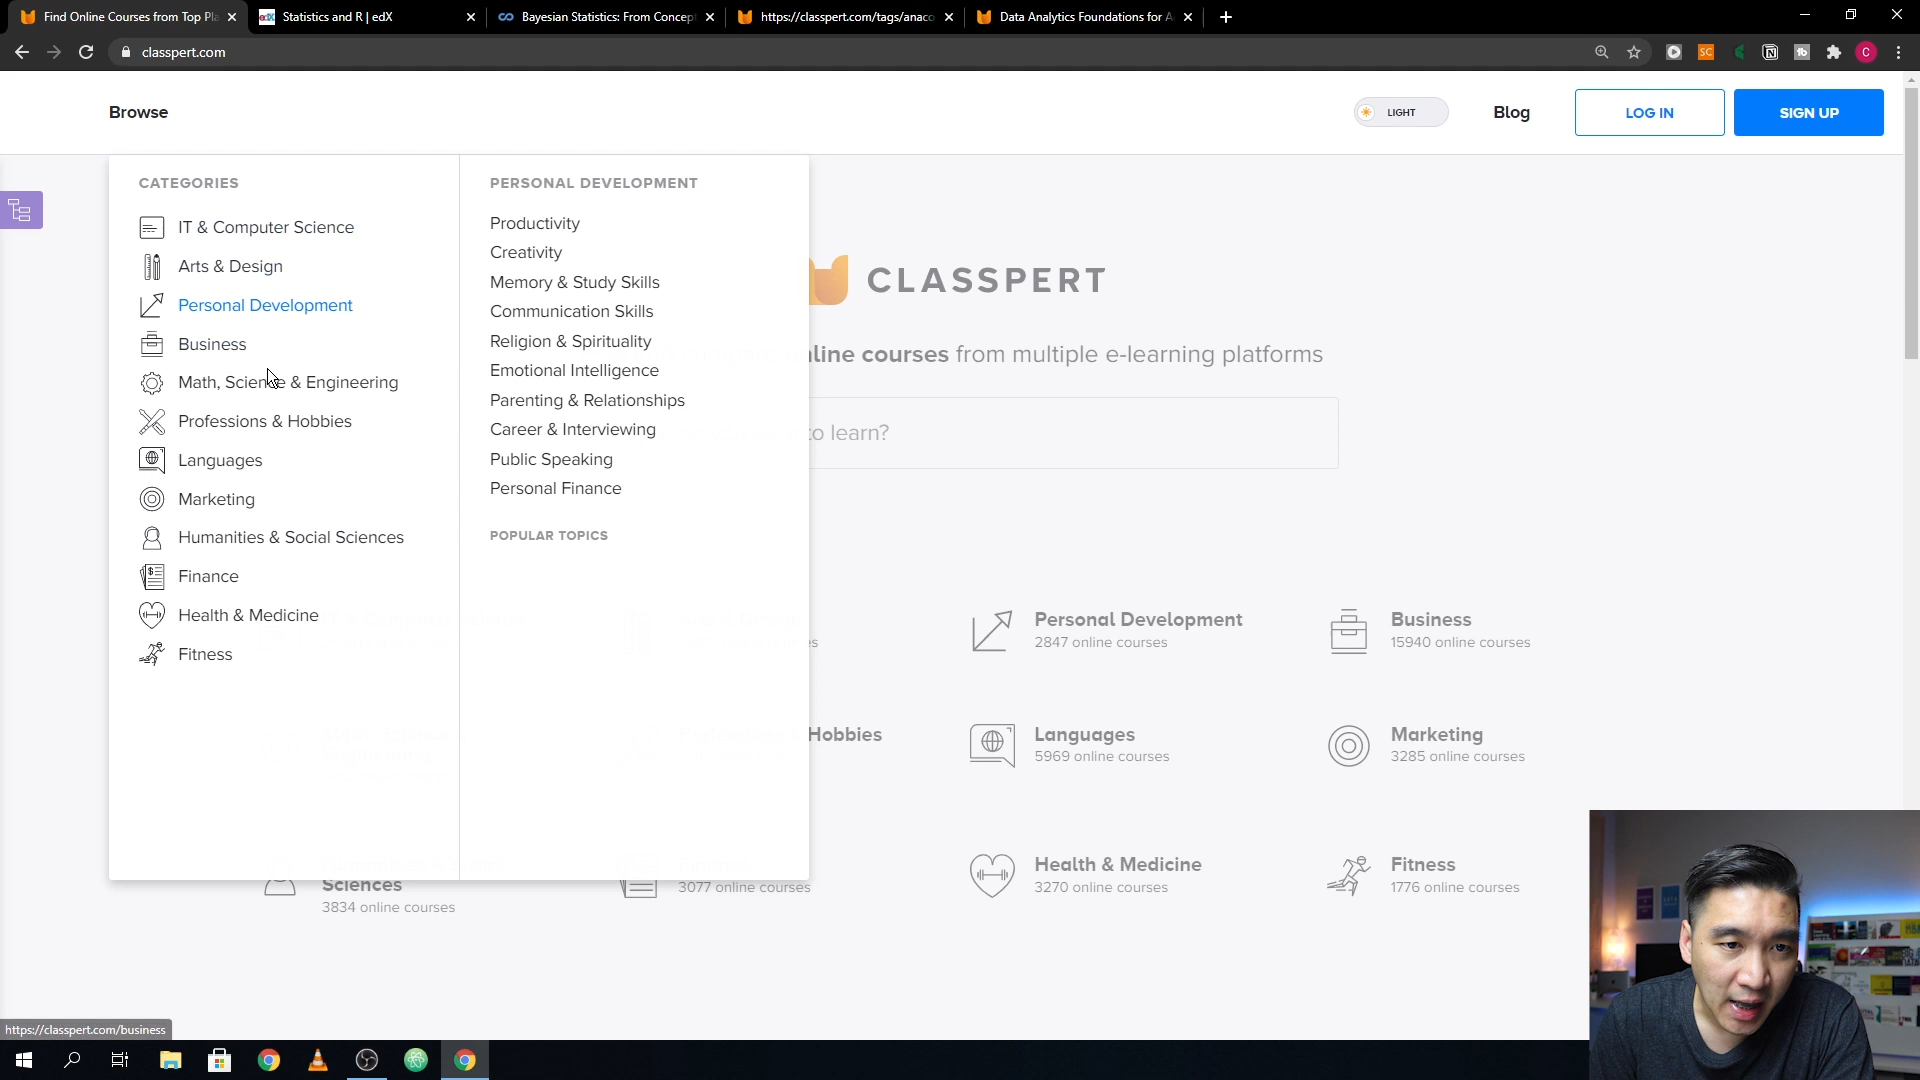 Find Online Courses from Top Pla
Statistics and R | edX
Bayesian Statistics: From Concep
https://classpert.com/tags/anaco
Data Analytics Foundations for A
classpert.com
SC
C
Browse
LIGHT
Blog
LOG IN
SIGN UP
CATEGORIES
IT & Computer Science
Arts & Design
Personal Development
Business
Math, Science & Engineering
Professions & Hobbies
Languages
Marketing
Humanities & Social Sciences
Finance
Health & Medicine
Fitness
PERSONAL DEVELOPMENT
Productivity
Creativity
Memory & Study Skills
Communication Skills
Religion & Spirituality
Emotional Intelligence
Parenting & Relationships
Career & Interviewing
Public Speaking
Personal Finance
POPULAR TOPICS
CLASSPERT
online courses from multiple e-learning platforms
to learn?
Personal Development
2847 online courses
Business
15940 online courses
Hobbies
Languages
5969 online courses
Marketing
3285 online courses
Sciences
3834 online courses
3077 online courses
Health & Medicine
3270 online courses
Fitness
1776 online courses
https://classpert.com/business